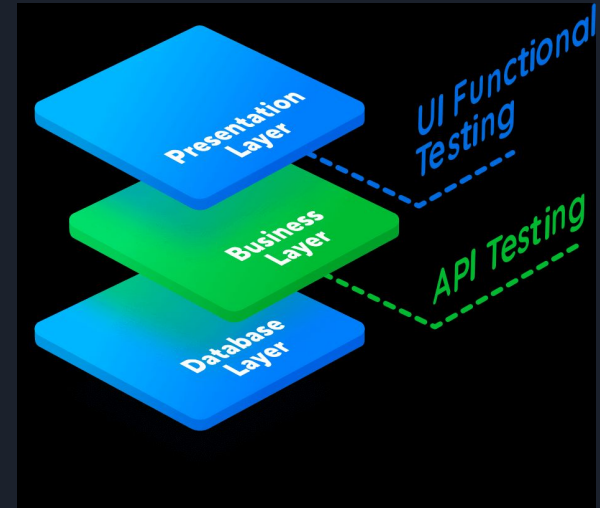 Presentation
Layer
UI Functional
Testing
Business
Layer
API Testing
Database
Layer